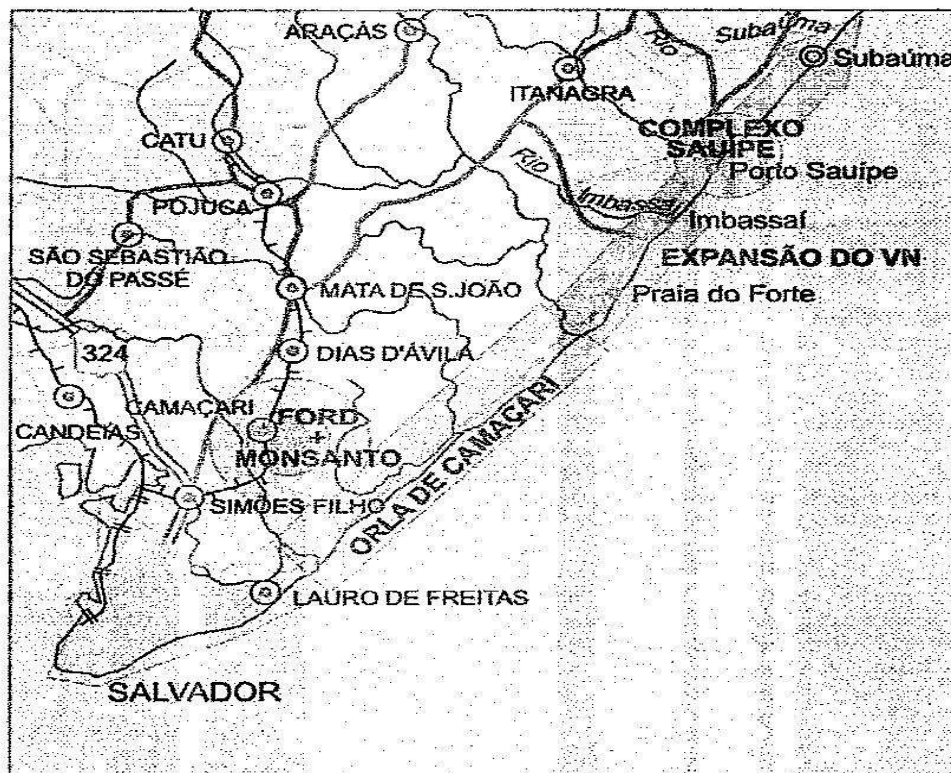 ARAÇÁS
Rio
Subaúma
Subaúma
ITANAGRA
CATU
COMPLEXO
SAUIPE
Rio
Porto Sauípe
POJUCA
Imbassaí
Imbassaí
SÃO SEBASTIÃO
DO PASSÉ
EXPANSÃO DO VN
MATA DE S.JOÃO
Praia do Forte
324
DIAS D'ÁVILA
CAMAÇARI
FORD
+
CANDEIAS
MONSANTO
ORLA DE CAMAÇARI
SIMÕES FILHO
LAURO DE FREITAS
SALVADOR